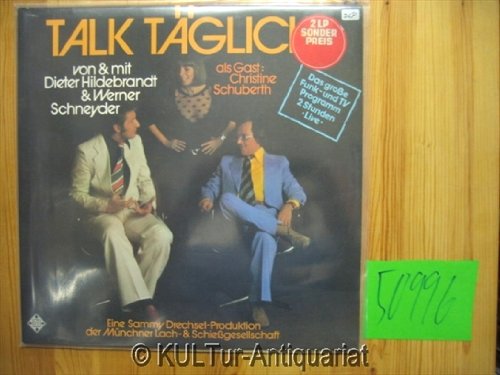 TALK TÄGLICH
von & mit
Dieter Hildebrandt
& Werner
Schneyder
als Gast:
Christine
Schuberth
2 LP
SONDER
PREIS
Das große
Funk- und TV
Programm
2 Stunden
·Live·
Eine Sammy Drechsel-Produktion
der Münchner Lach- & Schießgesellschaft
50996
© KULTur-Antiquariat